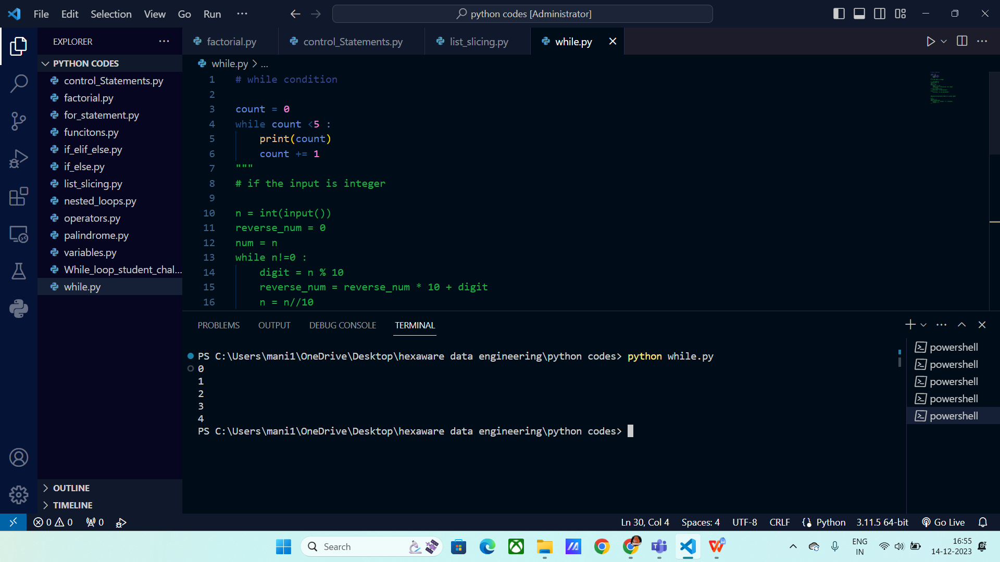 File Edit Selection View Go Run ···
python codes [Administrator]
EXPLORER
PYTHON CODES
control_Statements.py
factorial.py
for_statement.py
funcitons.py
if_elif_else.py
if_else.py
list_slicing.py
nested_loops.py
operators.py
palindrome.py
variables.py
While_loop_student_chal...
while.py
OUTLINE
TIMELINE
factorial.py control_Statements.py list_slicing.py while.py
while.py > ...
1 # while condition
2
3 count = 0
4 while count <5 :
5 print(count)
6 count += 1
7 """
8 # if the input is integer
9
10 n = int(input())
11 reverse_num = 0
12 num = n
13 while n!=0 :
14 digit = n % 10
15 reverse_num = reverse_num * 10 + digit
16 n = n//10
PROBLEMS OUTPUT DEBUG CONSOLE TERMINAL
PS C:\Users\mani1\OneDrive\Desktop\hexaware data engineering\python codes> python while.py
0
1
2
3
4
PS C:\Users\mani1\OneDrive\Desktop\hexaware data engineering\python codes>
powershell
powershell
powershell
powershell
powershell
0 0 0 Ln 30, Col 4 Spaces: 4 UTF-8 CRLF Python 3.11.5 64-bit Go Live
Search
ENG
IN
16:55
14-12-2023